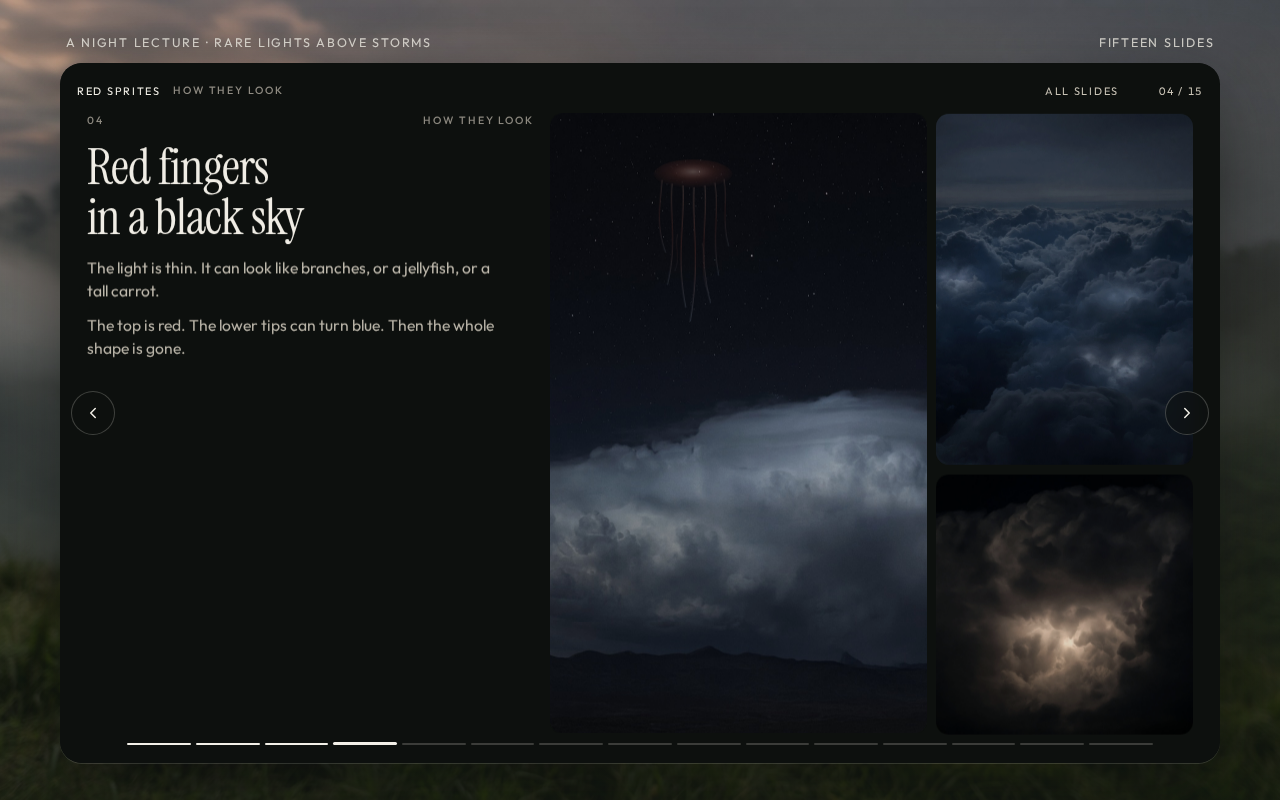 A NIGHT LECTURE · RARE LIGHTS ABOVE STORMS
FIFTEEN SLIDES
RED SPRITES
HOW THEY LOOK
ALL SLIDES
04 / 15
04
HOW THEY LOOK
Red fingers
in a black sky
The light is thin. It can look like branches, or a jellyfish, or a
tall carrot.
The top is red. The lower tips can turn blue. Then the whole
shape is gone.